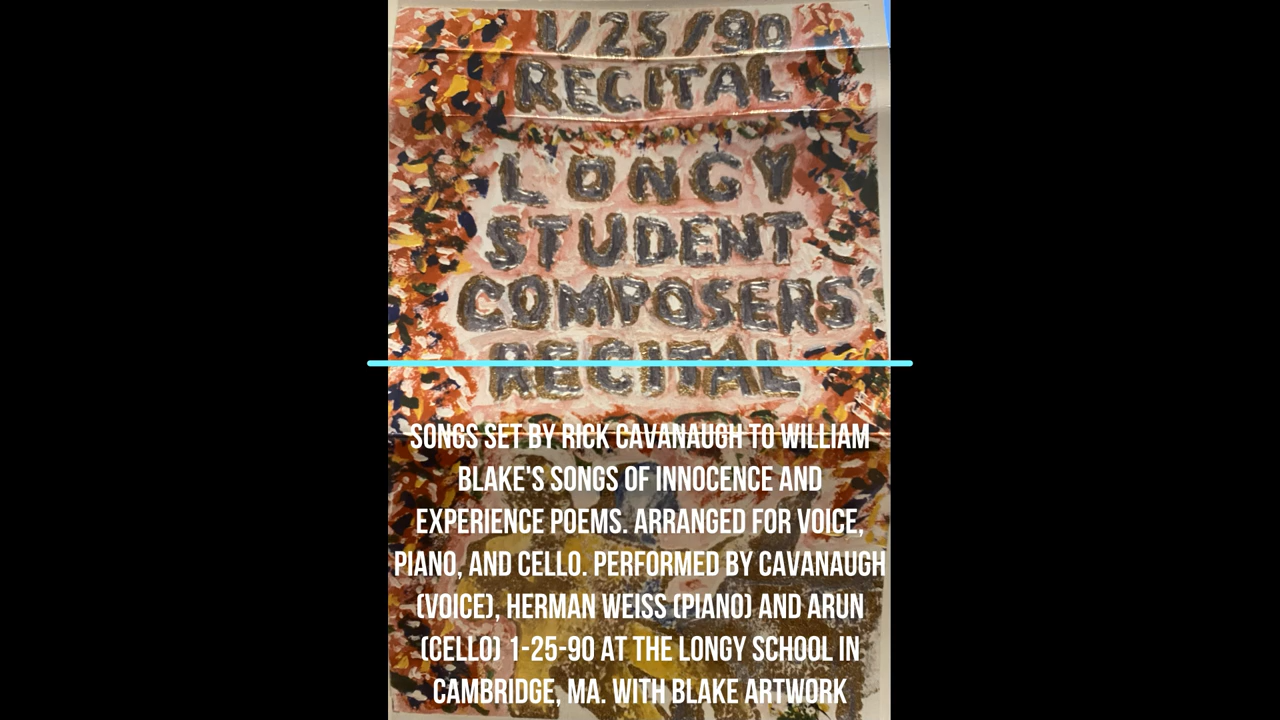 1/25/90
RECITAL
LONGY
STUDENT
COMPOSERS'
RECITAL
SONGS SET BY RICK CAVANAUGH TO WILLIAM
BLAKE'S SONGS OF INNOCENCE AND
EXPERIENCE POEMS. ARRANGED FOR VOICE,
PIANO, AND CELLO. PERFORMED BY CAVANAUGH
(VOICE), HERMAN WEISS (PIANO) AND ARUN
(CELLO) 1-25-90 AT THE LONGY SCHOOL IN
CAMBRIDGE, MA. WITH BLAKE ARTWORK